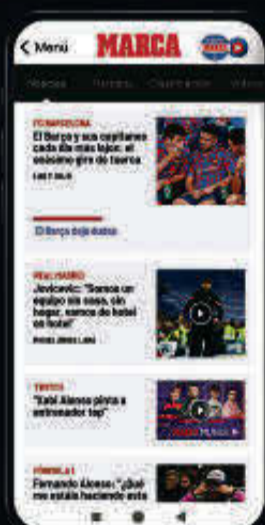 Menú
MARCA
Noticias
FC BARCELONA
El Barça y sus capitanes
cada día más lejos: el
enésimo giro de tuerca
El Barça deja dudas
REAL MADRID
Jovicevic: "Somos un
equipo sin casa, sin
hogar, vamos de hotel
en hotel"
"Xabi Alonso pinta a
entrenador top"
FÓRMULA 1
Fernando Alonso: "¿Qué
me estáis haciendo este